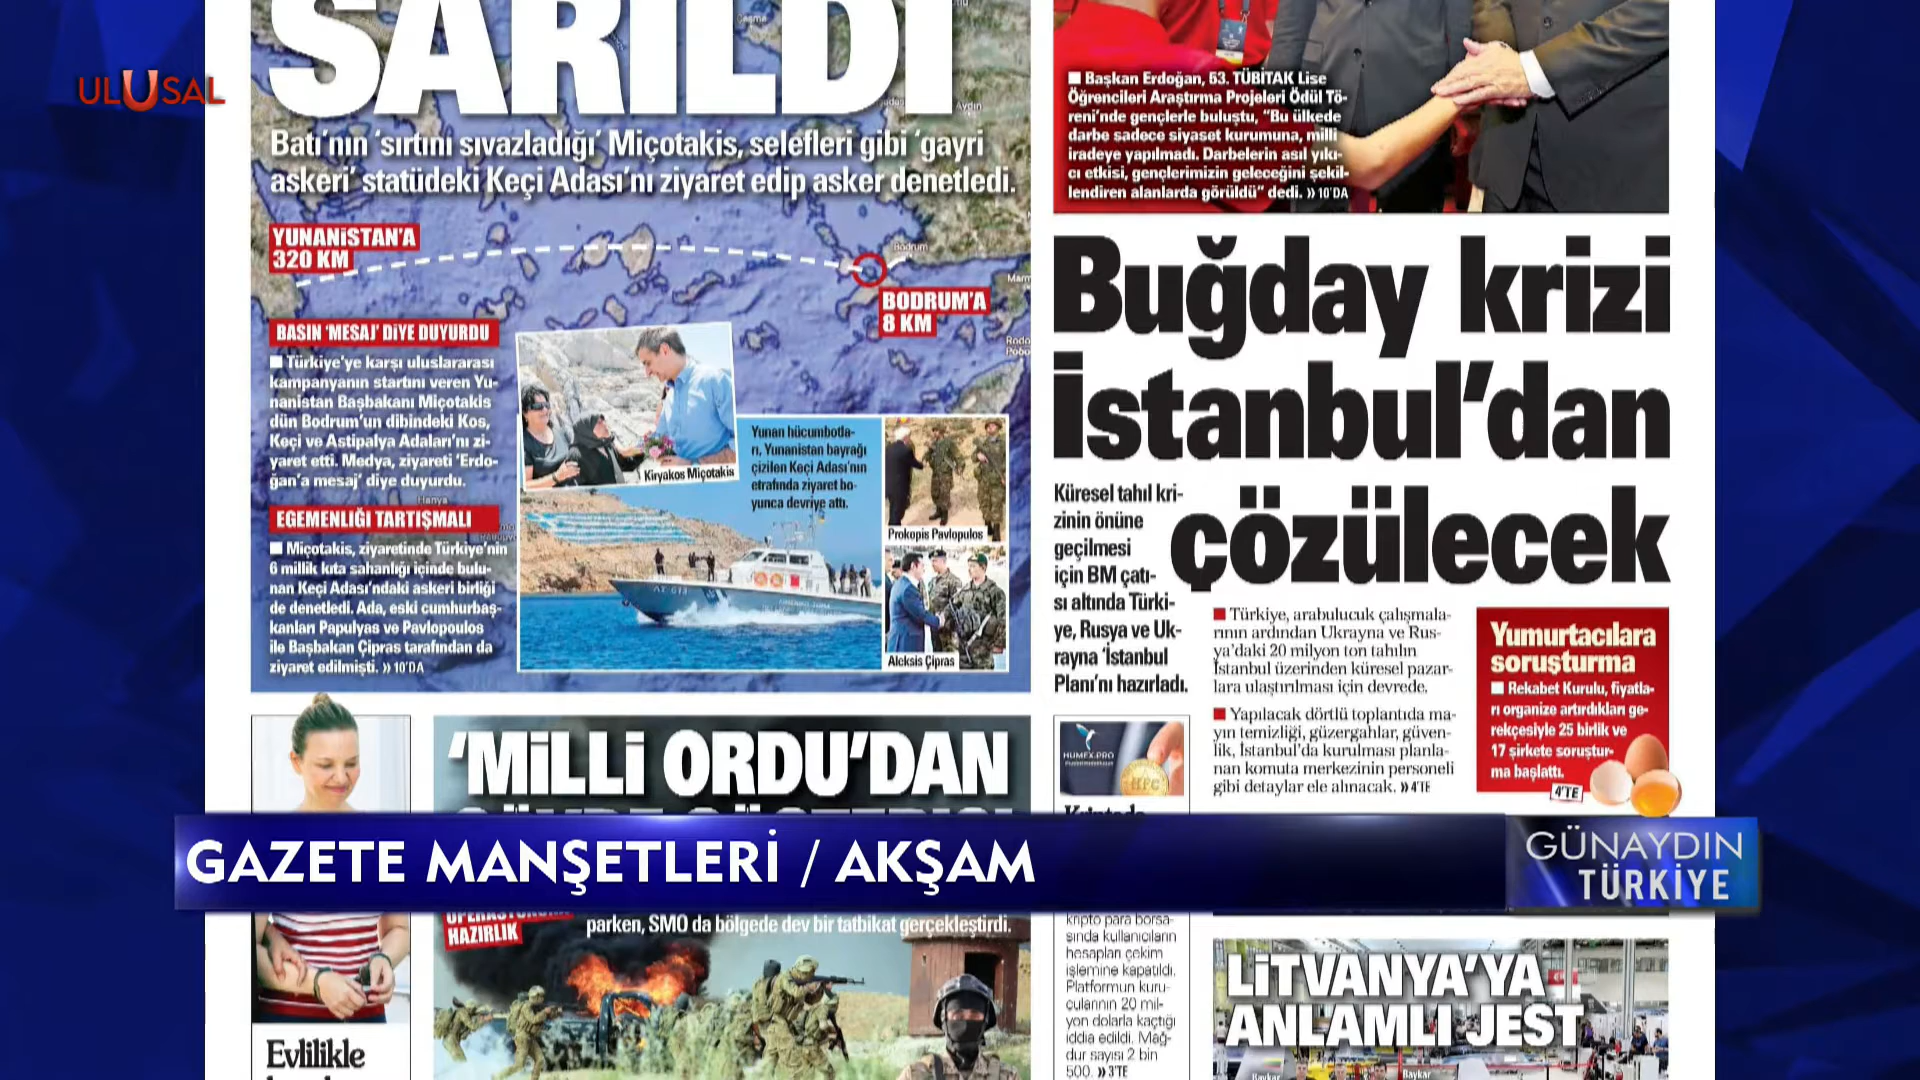 SARILDI
ULUSAL
Batı'nın 'sırtını sıvazladığı' Miçotakis, selefleri gibi 'gayri
askeri' statüdeki Keçi Adası'nı ziyaret edip asker denetledi.
YUNANİSTAN'A
320 KM
BODRUM'A
8 KM
Aydın
Bodrum
Hanya
BASIN 'MESAJ' DİYE DUYURDU
■ Türkiye'ye karşı uluslararası
kampanyanın startını veren Yu-
nanistan Başbakanı Miçotakis
dün Bodrum'un dibindeki Kos,
Keçi ve Astipalya Adaları'nı zi-
yaret etti. Medya, ziyareti 'Erdo-
ğan'a mesaj' diye duyurdu.
EGEMENLİĞİ TARTIŞMALI
■ Miçotakis, ziyaretinde Türkiye'nin
6 millik kıta sahanlığı içinde bulu-
nan Keçi Adası'ndaki askeri birliği
de denetledi. Ada, eski cumhurbaş-
kanları Papulyas ve Pavlopoulos
ile Başbakan Çipras tarafından da
ziyaret edilmişti. » 10'DA
Kiryakos Miçotakis
Yunan hücumbotla-
rı, Yunanistan bayrağı
çizilen Keçi Adası'nın
etrafında ziyaret bo-
yunca devriye attı.
Prokopis Pavlopulos
Aleksis Çipras
■ Başkan Erdoğan, 53. TÜBİTAK Lise
Öğrencileri Araştırma Projeleri Ödül Tö-
reni'nde gençlerle buluştu, "Bu ülkede
darbe sadece siyaset kurumuna, milli
iradeye yapılmadı. Darbelerin asıl yıkı-
cı etkisi, gençlerimizin geleceğini şekil-
lendiren alanlarda görüldü" dedi. » 10'DA
Buğday krizi
İstanbul'dan
çözülecek
Küresel tahıl kri-
zinin önüne
geçilmesi
için BM çatı-
sı altında Türki-
ye, Rusya ve Uk-
rayna 'İstanbul
Planı'nı hazırladı.
■ Türkiye, arabulucuk çalışmala-
rının ardından Ukrayna ve Rus-
ya'daki 20 milyon ton tahılın
İstanbul üzerinden küresel pazar-
lara ulaştırılması için devrede.
■ Yapılacak dörtlü toplantıda ma-
yın temizliği, güzergahlar, güven-
lik, İstanbul'da kurulması planla-
nan komuta merkezinin personeli
gibi detaylar ele alınacak. » 4'TE
Yumurtacılara
soruşturma
■ Rekabet Kurulu, fiyatla-
rı organize artırdıkları ge-
rekçesiyle 25 birlik ve
17 şirkete soruştur-
ma başlattı.
4'TE
'MİLLİ ORDU'DAN
HUMEX.PRO
HAZIRLIK
parken, SMO da bölgede dev bir tatbikat gerçekleştirdi.
Evlilikle
kripto para borsa-
sında kullanıcıların
hesapları çekim
işlemine kapatıldı.
Platformun kuru-
cularının 20 mil-
yon dolarla kaçtığı
iddia edildi. Mağ-
dur sayısı 2 bin
500. » 3'TE
LİTVANYA'YA
ANLAMLI JEST
Baykar
Baykar
GAZETE MANŞETLERİ / AKŞAM
GÜNAYDIN
TÜRKİYE